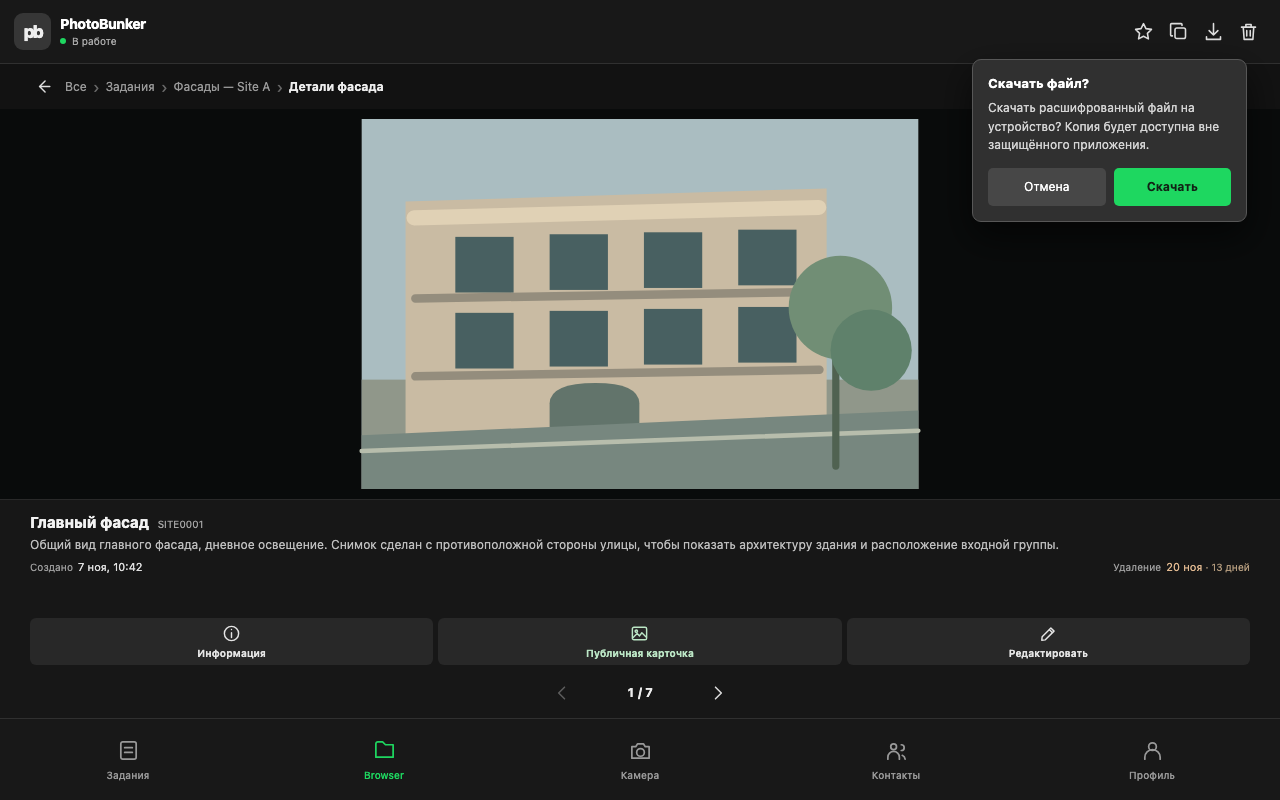 pb
PhotoBunker
В работе
Все › Задания › Фасады — Site A › Детали фасада
Скачать файл?
Скачать расшифрованный файл на
устройство? Копия будет доступна вне
защищённого приложения.
Отмена
Скачать
Главный фасад SITE0001
Общий вид главного фасада, дневное освещение. Снимок сделан с противоположной стороны улицы, чтобы показать архитектуру здания и расположение входной группы.
Создано 7 ноя, 10:42
Удаление 20 ноя · 13 дней
Информация
Публичная карточка
Редактировать
1 / 7
Задания
Browser
Камера
Контакты
Профиль